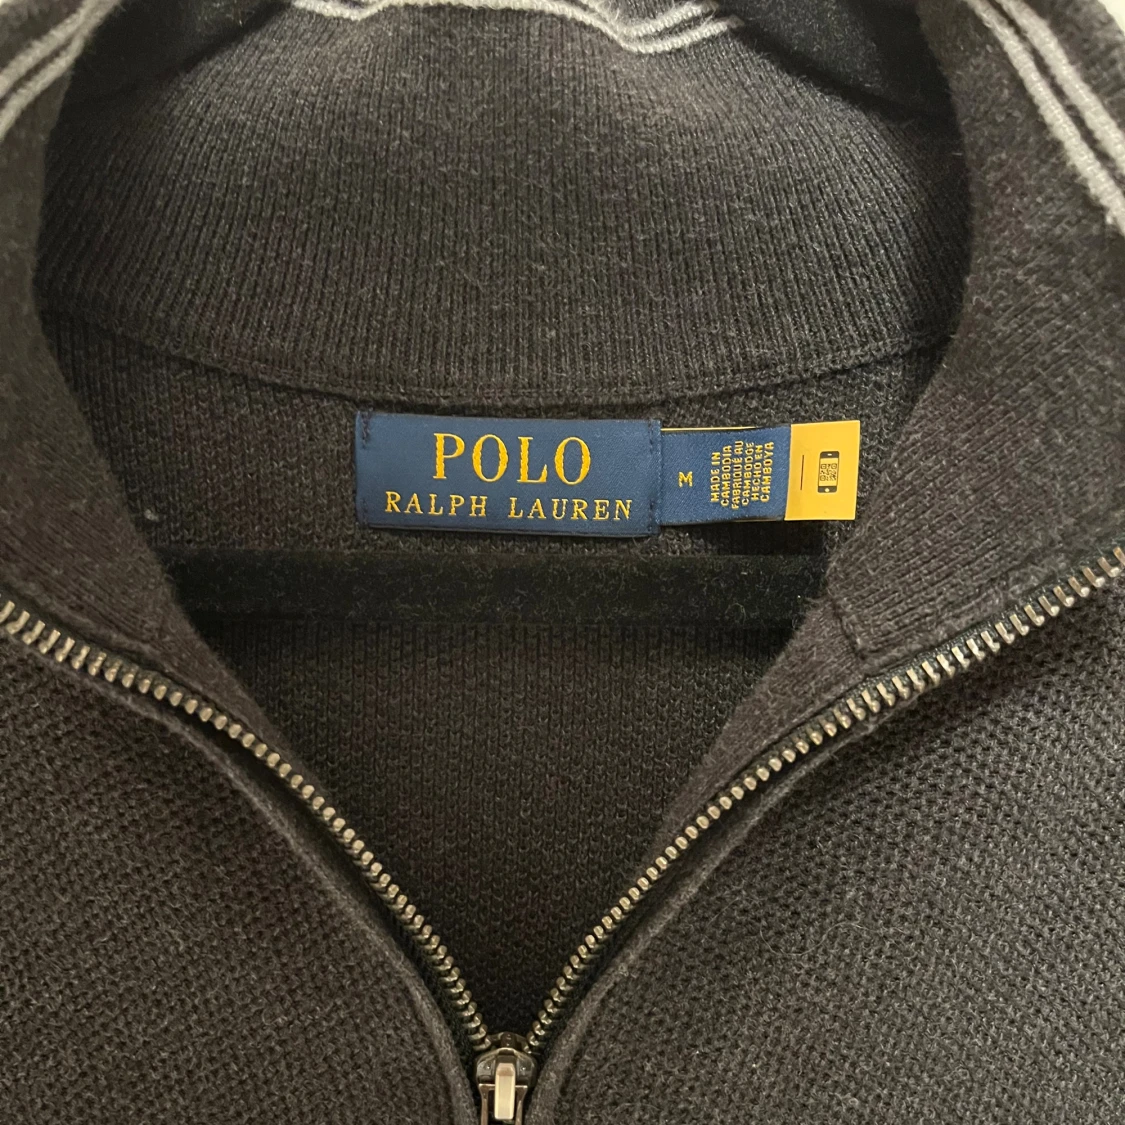 POLO
RALPH LAUREN
M
MADE IN
CAMBODIA
FABRIQUÉ AU
CAMBODGE
HECHO EN
CAMBOYA